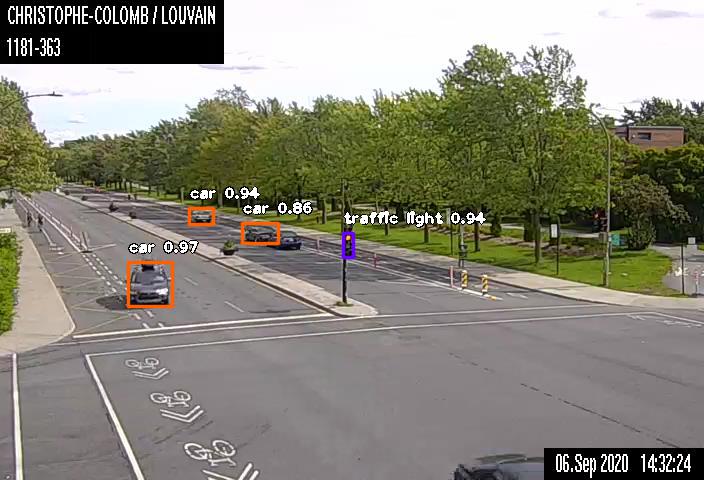 CHRISTOPHE-COLOMB / LOUVAIN
1181-363
car 0.94
car 0.86
traffic light 0.94
car 0.97
06.Sep 2020 14:32:24